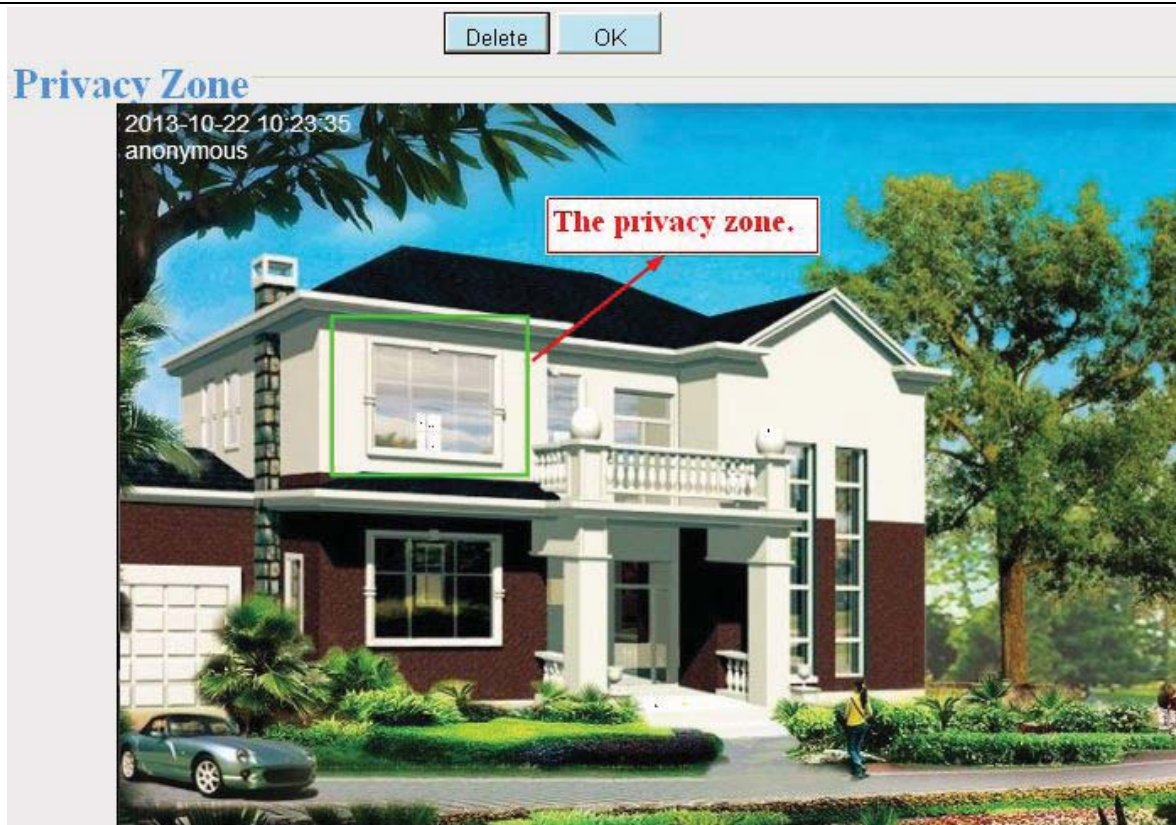 Delete OK
Privacy Zone
2013-10-22 10:23:35
anonymous
The privacy zone.